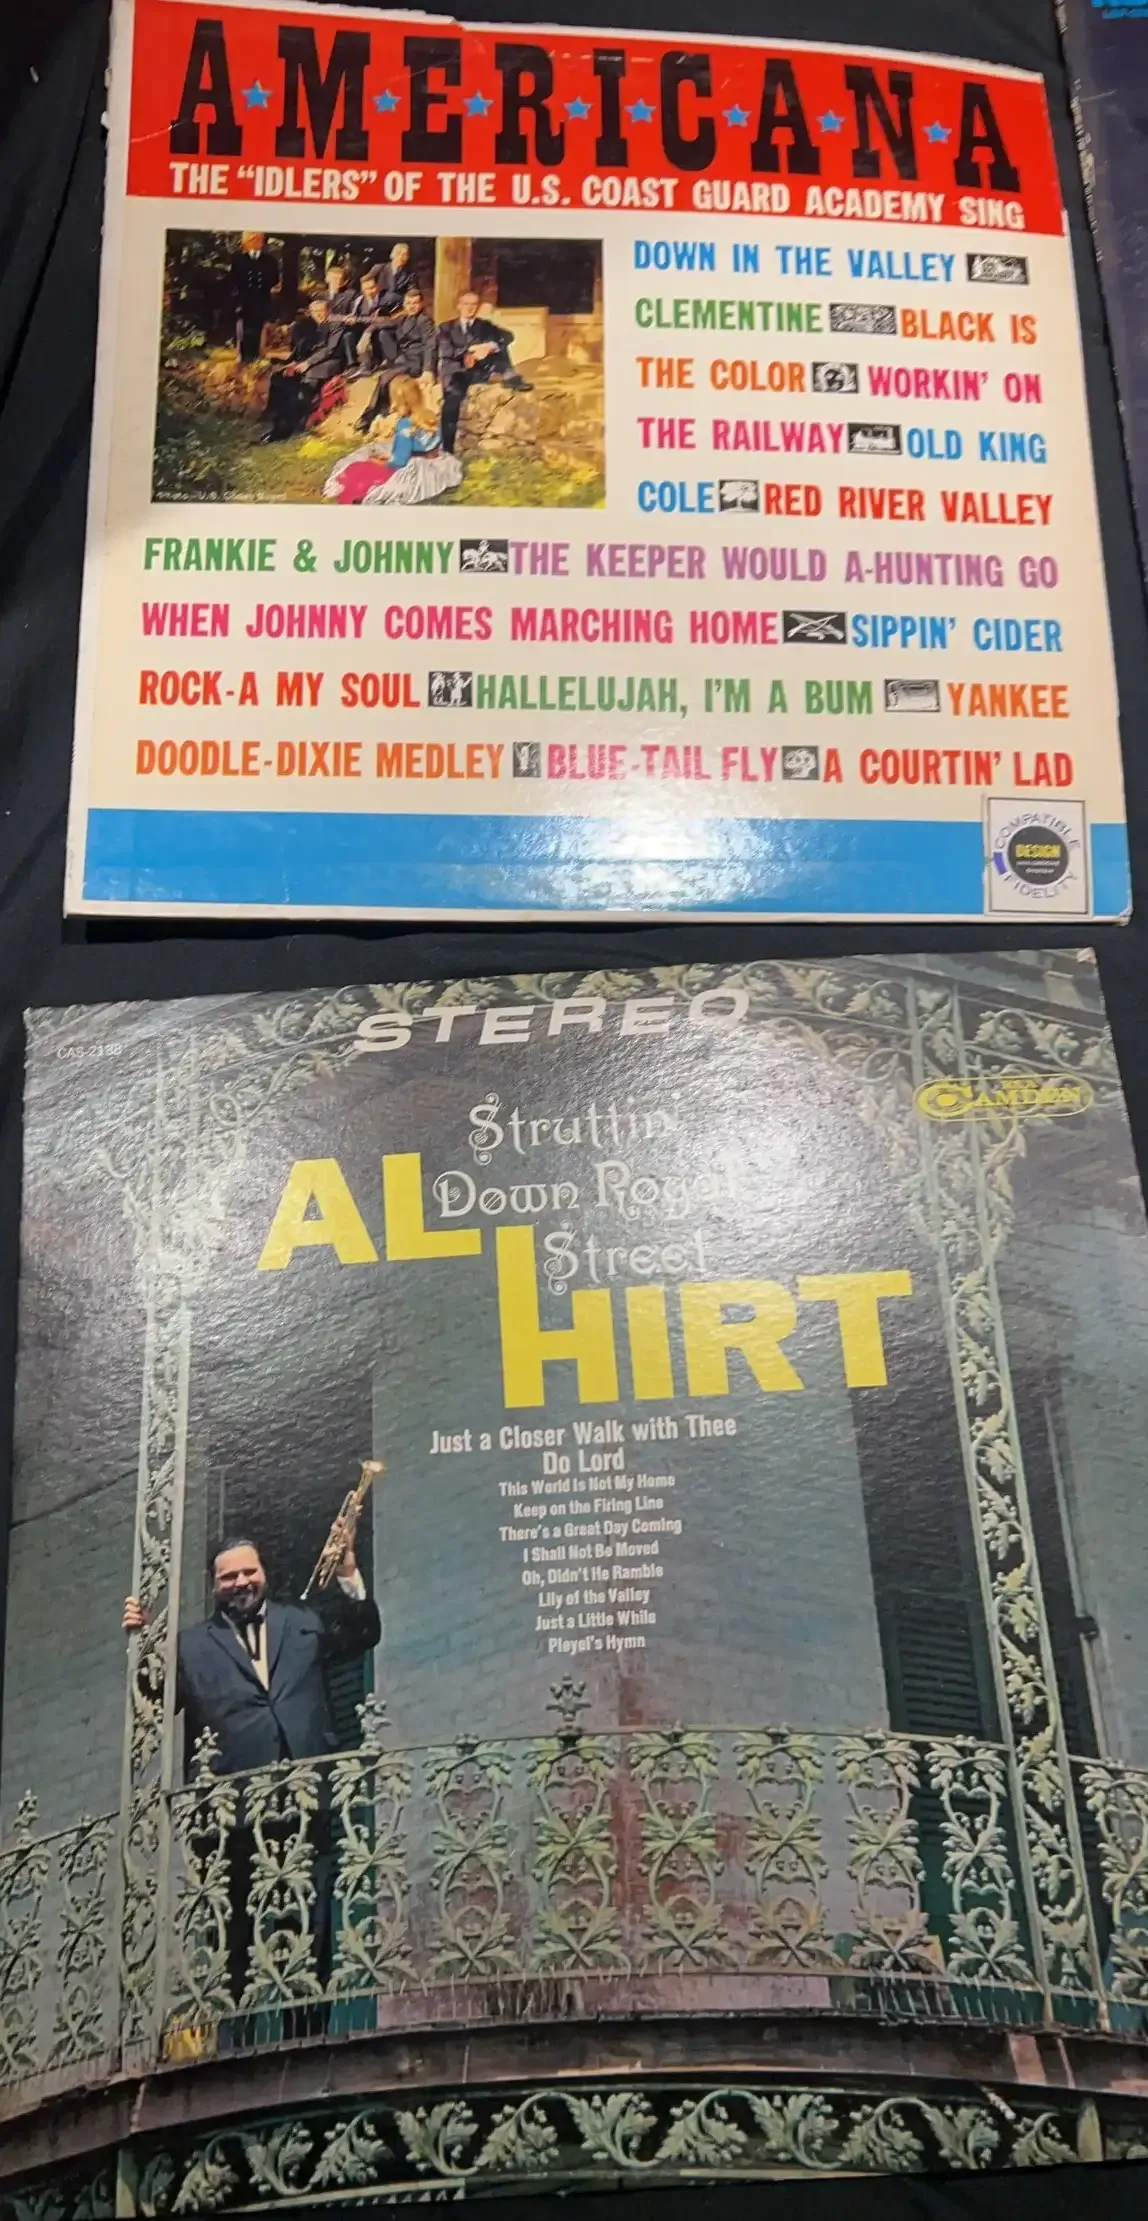 AMERICANA
THE "IDLERS" OF THE U.S. COAST GUARD ACADEMY SING
DOWN IN THE VALLEY
CLEMENTINE BLACK IS
THE COLOR WORKIN' ON
THE RAILWAY OLD KING
COLE RED RIVER VALLEY
FRANKIE & JOHNNY THE KEEPER WOULD A-HUNTING GO
WHEN JOHNNY COMES MARCHING HOME SIPPIN' CIDER
ROCK-A MY SOUL HALLELUJAH, I'M A BUM YANKEE
DOODLE-DIXIE MEDLEY BLUE-TAIL FLY A COURTIN' LAD
COMPATIBLE
DESIGN
FIDELITY
STEREO
CAS-2138
RCA
CAMDEN
Struttin'
Down Royal
Street
AL
HIRT
Just a Closer Walk with Thee
Do Lord
This World Is Not My Home
Keep on the Firing Line
There's a Great Day Coming
I Shall Not Be Moved
Oh, Didn't He Ramble
Lily of the Valley
Just a Little While
Pleyel's Hymn